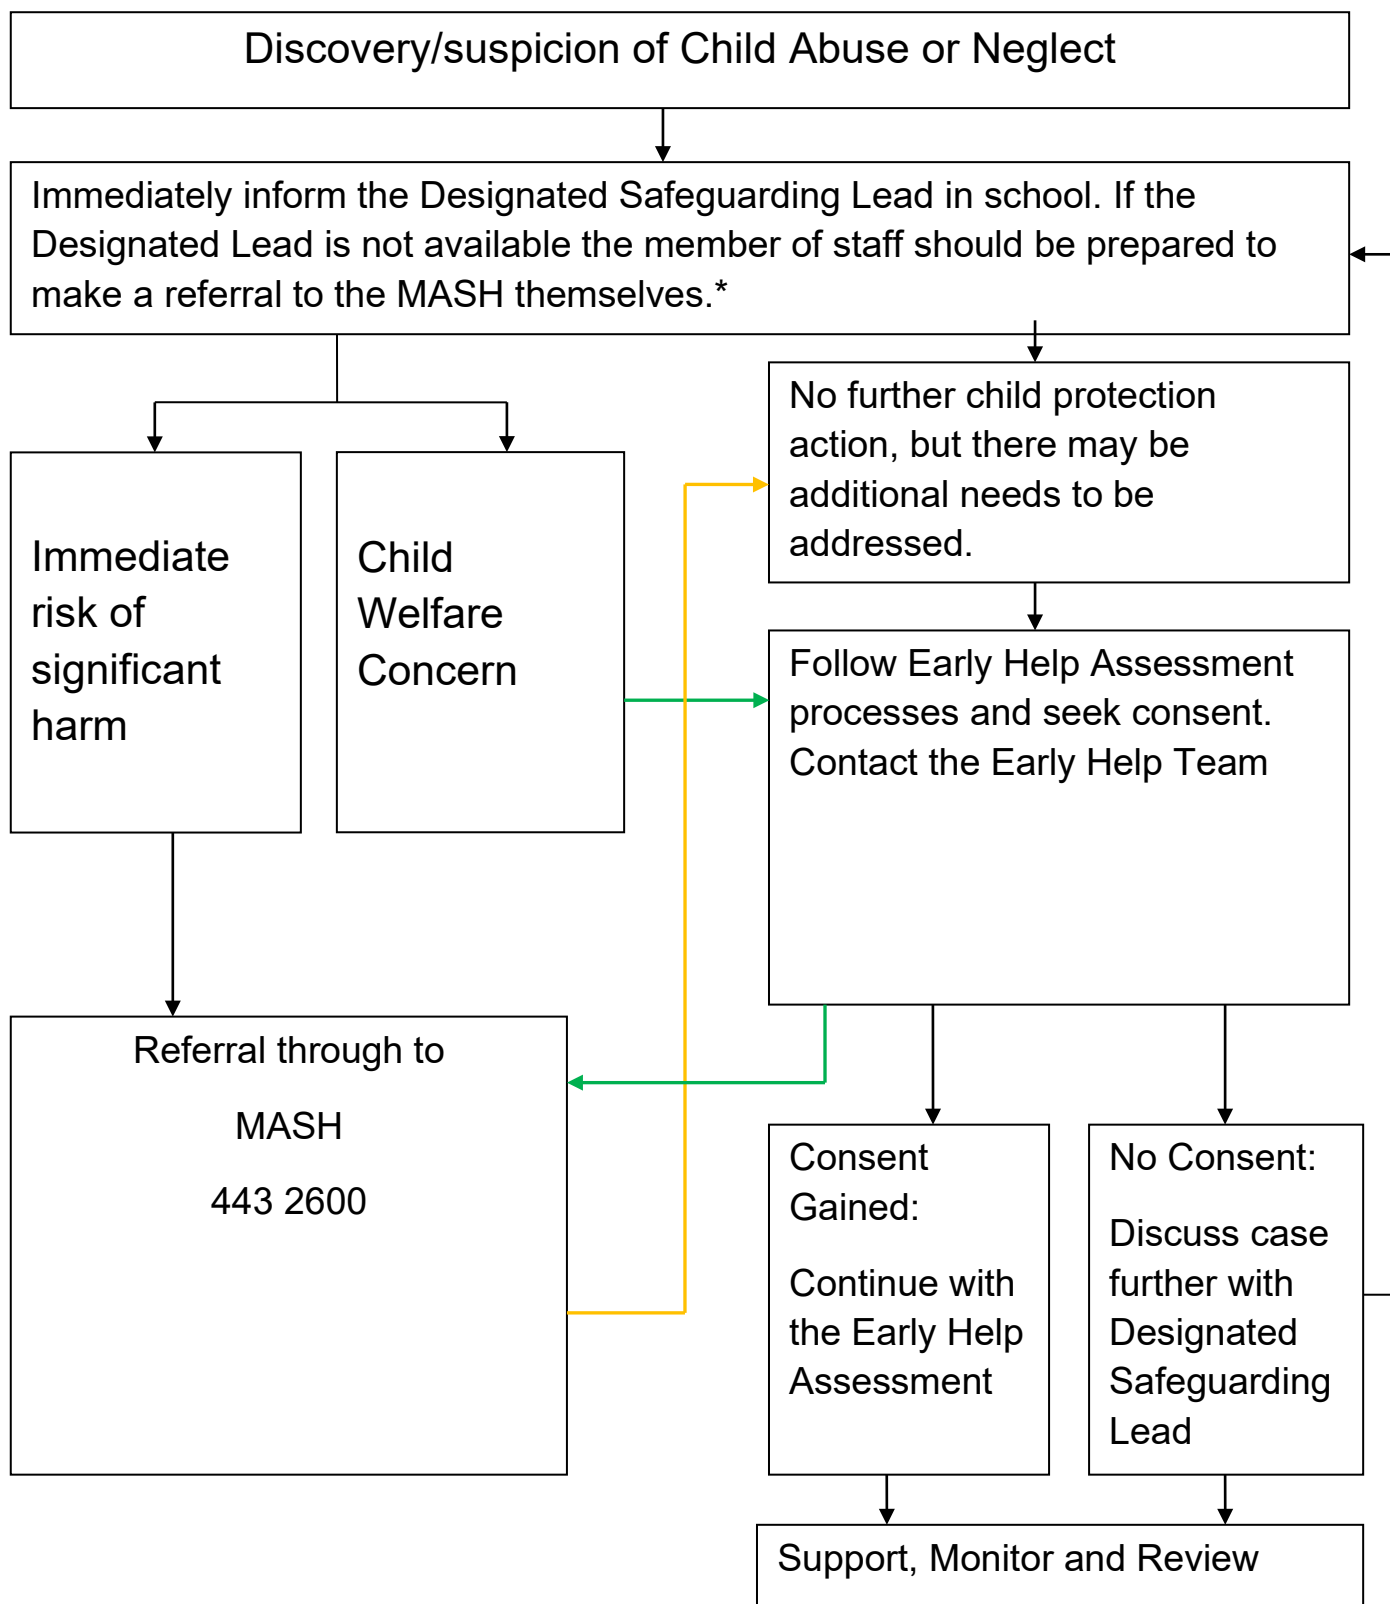 Discovery/suspicion of Child Abuse or Neglect
Immediately inform the Designated Safeguarding Lead in school. If the
Designated Lead is not available the member of staff should be prepared to
make a referral to the MASH themselves.*
No further child protection
action, but there may be
additional needs to be
addressed.
Immediate
risk of
significant
harm
Child
Welfare
Concern
Follow Early Help Assessment
processes and seek consent.
Contact the Early Help Team
Referral through to
MASH
443 2600
Consent
Gained:
Continue with
the Early Help
Assessment
No Consent:
Discuss case
further with
Designated
Safeguarding
Lead
Support, Monitor and Review